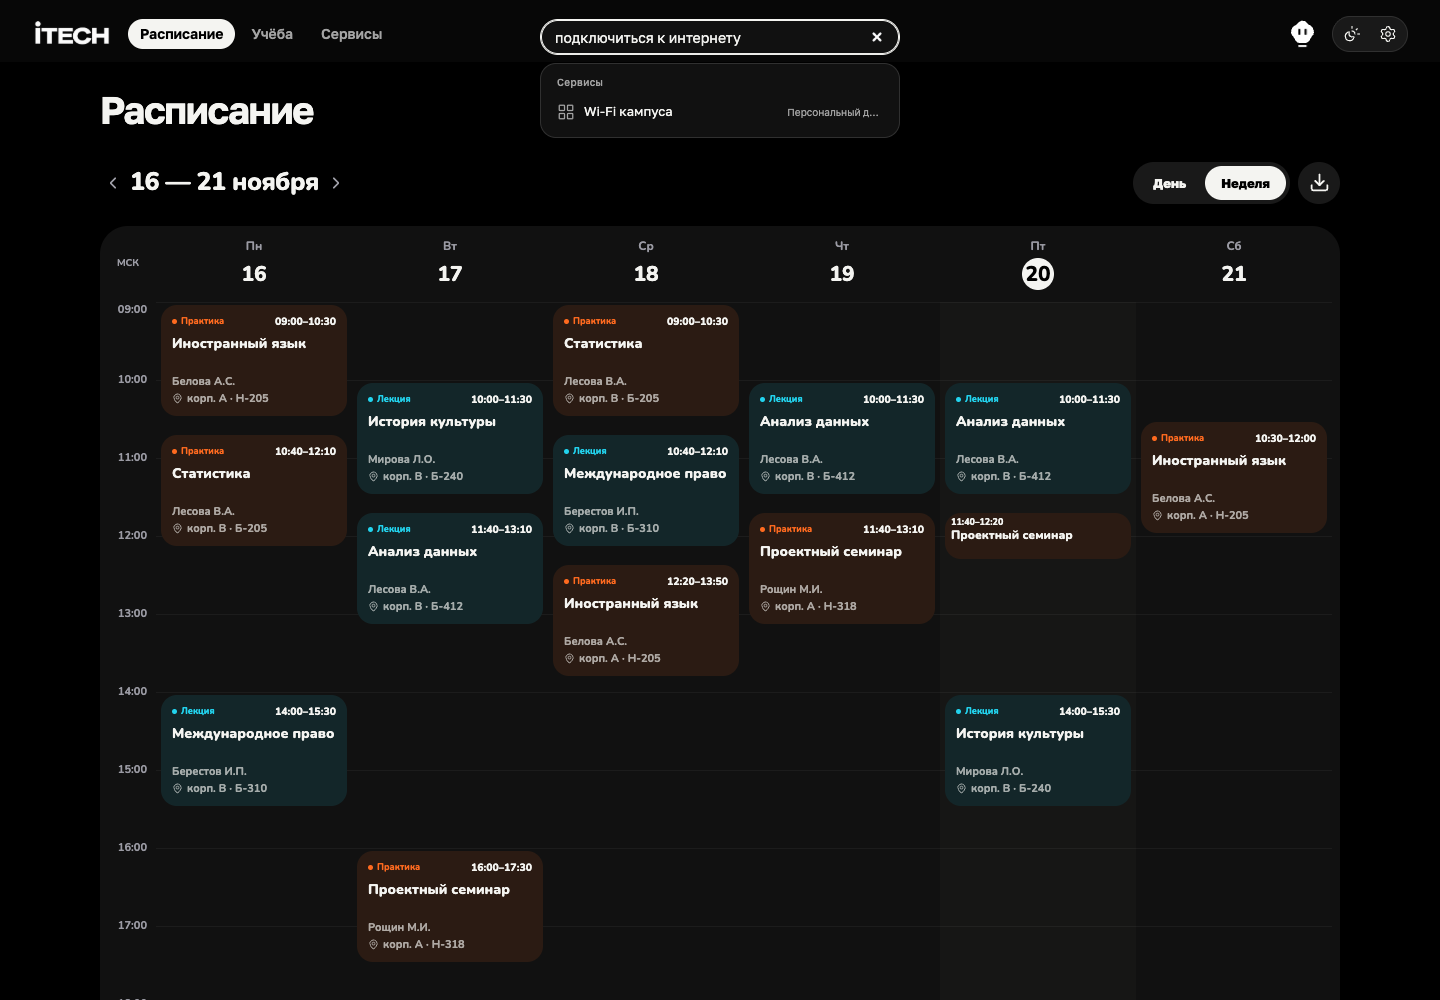 iTECH
Расписание
Учёба
Сервисы
подключиться к интернету
Сервисы
Wi-Fi кампуса
Персональный д...
Расписание
16 — 21 ноября
День
Неделя
МСК
Пн
16
Вт
17
Ср
18
Чт
19
Пт
20
Сб
21
09:00
10:00
11:00
12:00
13:00
14:00
15:00
16:00
17:00
Практика 09:00–10:30
Иностранный язык
Белова А.С.
корп. А · Н-205
Практика 10:40–12:10
Статистика
Лесова В.А.
корп. В · Б-205
Лекция 14:00–15:30
Международное право
Берестов И.П.
корп. В · Б-310
Лекция 10:00–11:30
История культуры
Мирова Л.О.
корп. В · Б-240
Лекция 11:40–13:10
Анализ данных
Лесова В.А.
корп. В · Б-412
Практика 16:00–17:30
Проектный семинар
Рощин М.И.
корп. А · Н-318
Практика 09:00–10:30
Статистика
Лесова В.А.
корп. В · Б-205
Лекция 10:40–12:10
Международное право
Берестов И.П.
корп. В · Б-310
Практика 12:20–13:50
Иностранный язык
Белова А.С.
корп. А · Н-205
Лекция 10:00–11:30
Анализ данных
Лесова В.А.
корп. В · Б-412
Практика 11:40–13:10
Проектный семинар
Рощин М.И.
корп. А · Н-318
Лекция 10:00–11:30
Анализ данных
Лесова В.А.
корп. В · Б-412
11:40–12:20
Проектный семинар
Лекция 14:00–15:30
История культуры
Мирова Л.О.
корп. В · Б-240
Практика 10:30–12:00
Иностранный язык
Белова А.С.
корп. А · Н-205